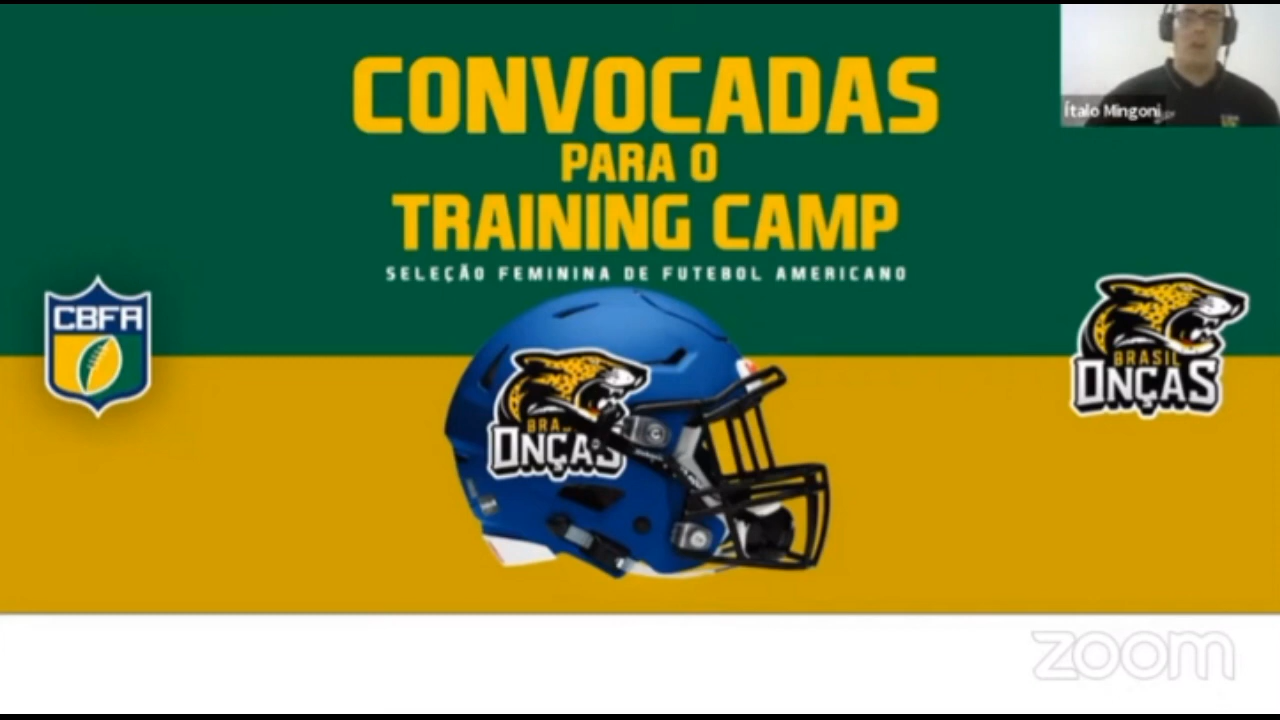 CONVOCADAS
PARA O
TRAINING CAMP
SELEÇÃO FEMININA DE FUTEBOL AMERICANO
Ítalo Mingoni
CBFA
BRASIL
ONÇAS
ONÇAS
zoom